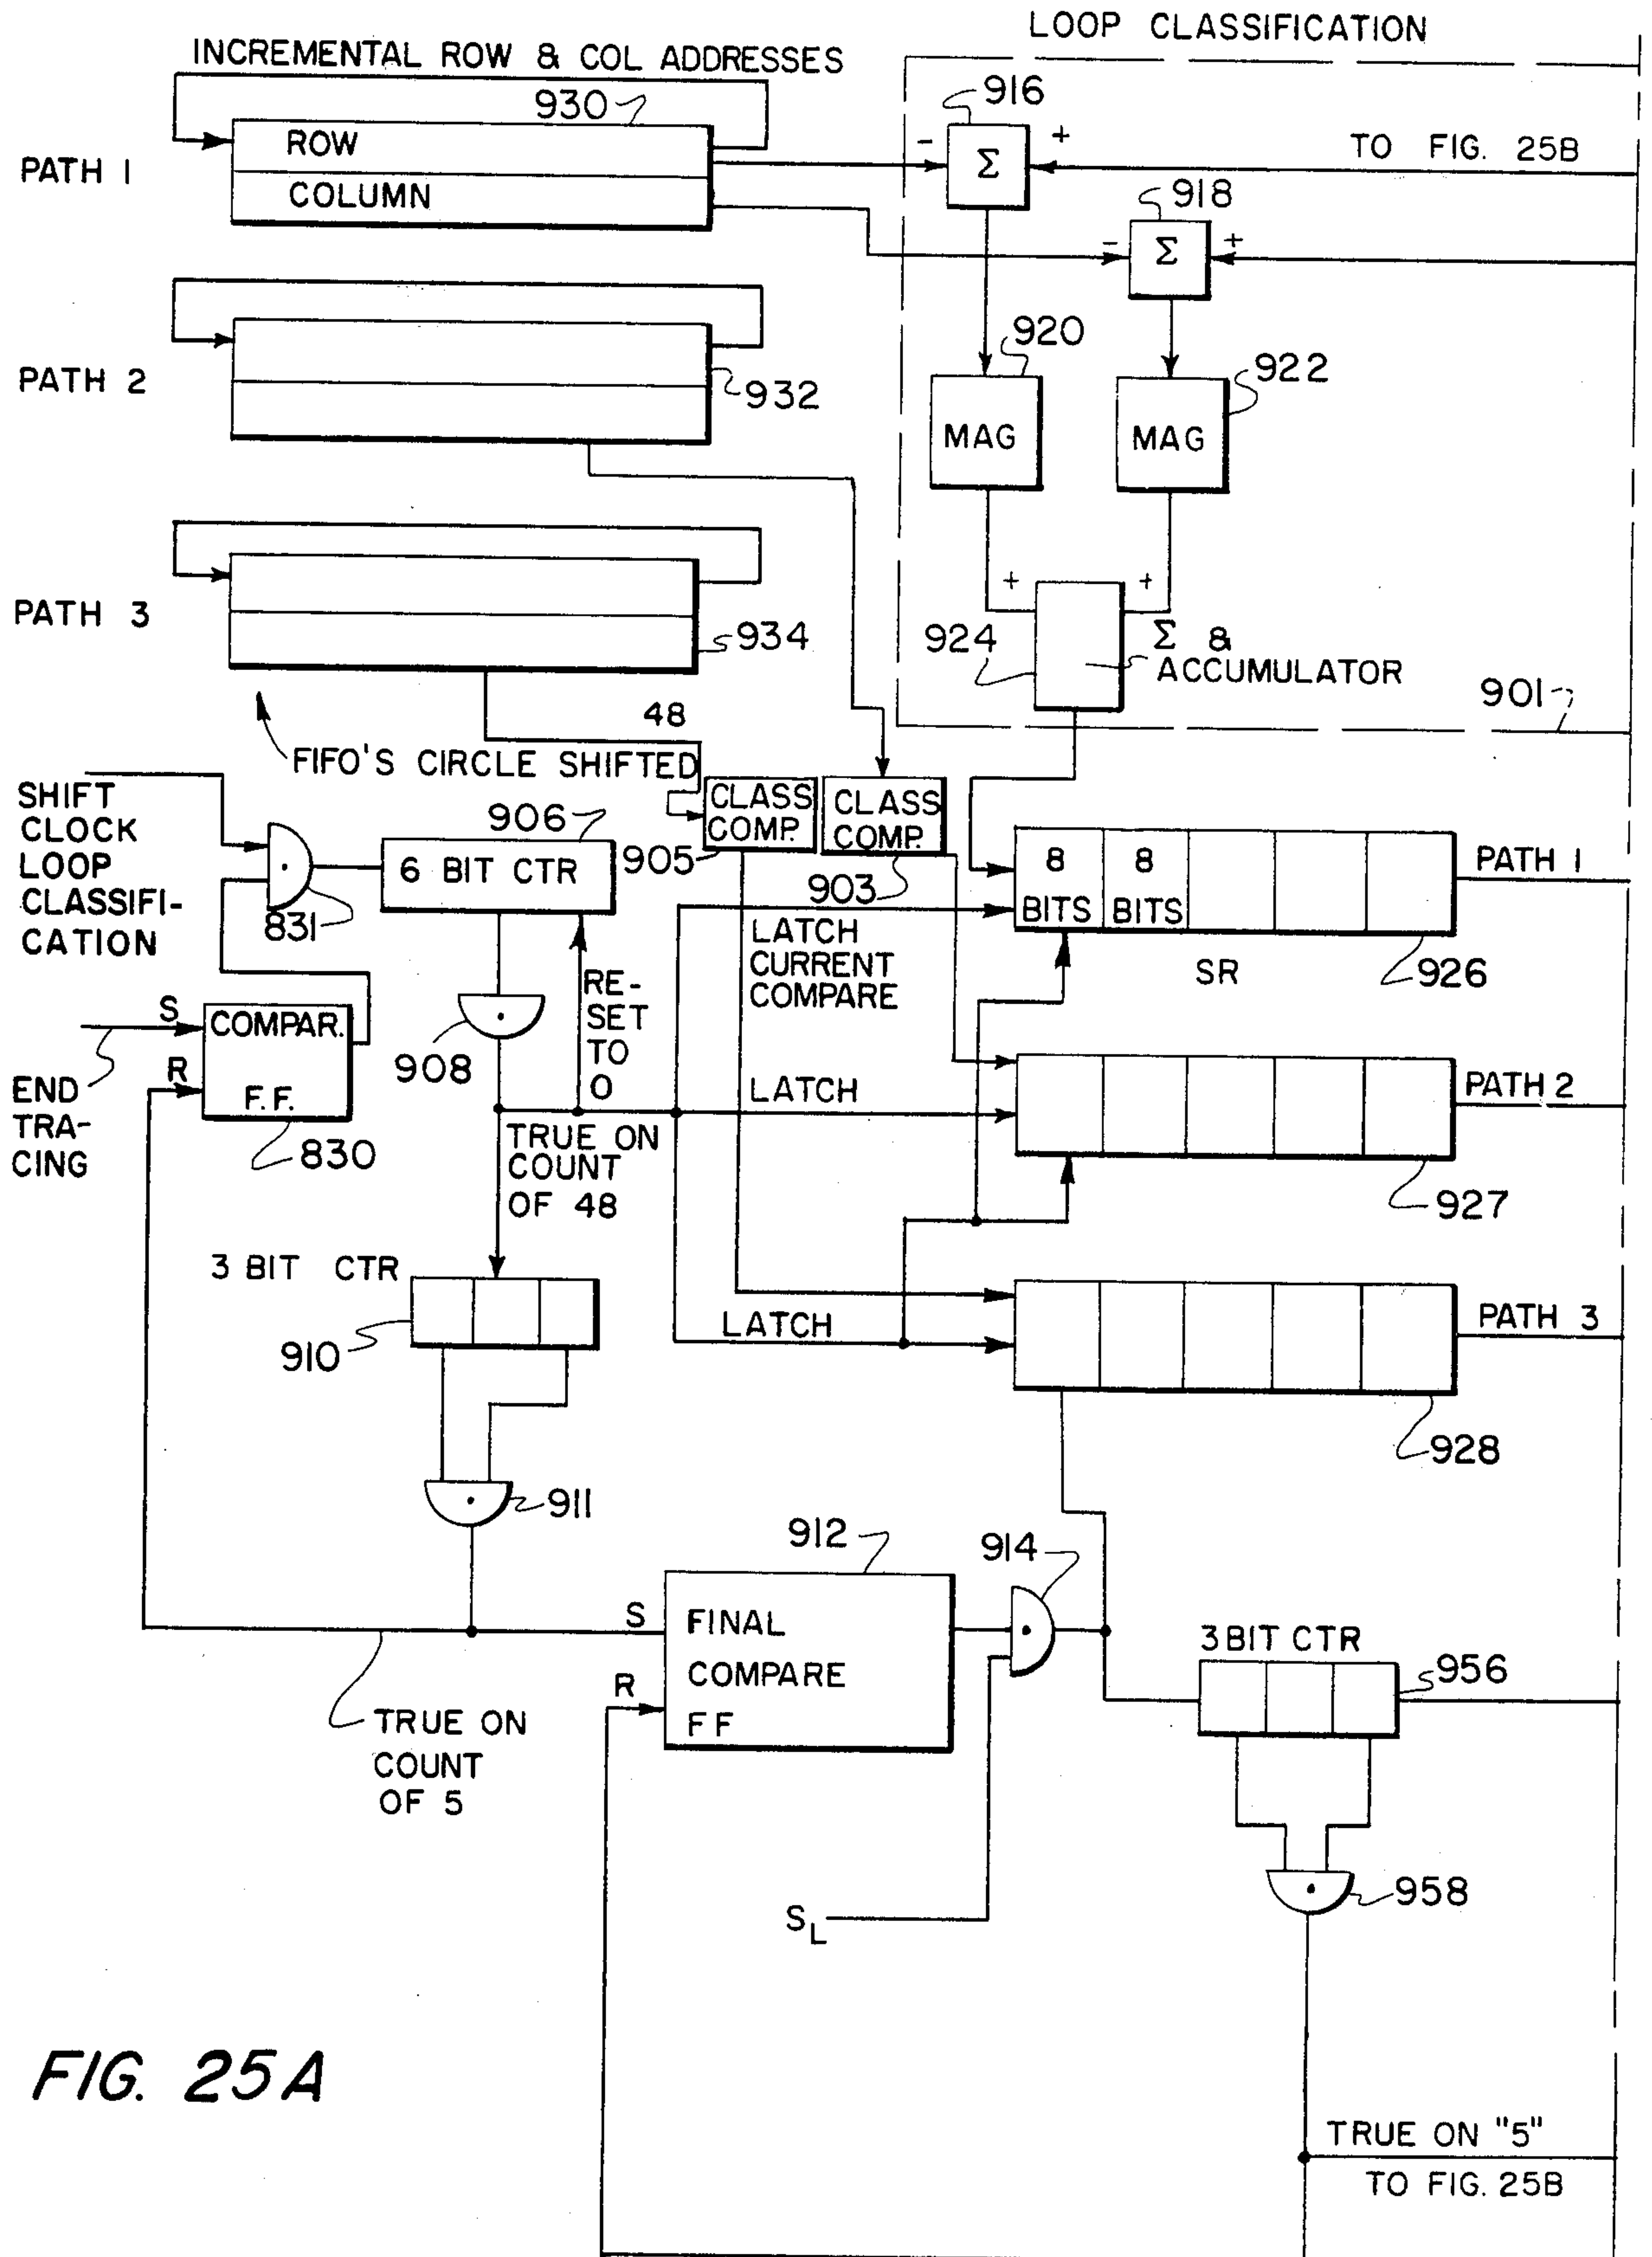 LOOP CLASSIFICATION
INCREMENTAL ROW & COL ADDRESSES
930
916
ROW
COLUMN
PATH 1
-
Σ
+
TO FIG. 25B
918
-
Σ
+
PATH 2
932
920
922
MAG
MAG
PATH 3
934
+
+
924
Σ &
ACCUMULATOR
901
48
FIFO'S CIRCLE SHIFTED
SHIFT
CLOCK
LOOP
CLASSIFI-
CATION
831
906
6 BIT CTR
CLASS
COMP.
905
CLASS
COMP.
903
8
BITS
8
BITS
PATH 1
SR
926
LATCH
CURRENT
COMPARE
RE-
SET
TO
0
908
S
COMPAR.
R
F.F.
830
END
TRA-
CING
LATCH
PATH 2
927
TRUE ON
COUNT
OF 48
3 BIT CTR
910
LATCH
PATH 3
928
911
912
914
S
FINAL
COMPARE
FF
R
3 BIT CTR
956
TRUE ON
COUNT
OF 5
958
SL
FIG. 25A
TRUE ON "5"
TO FIG. 25B